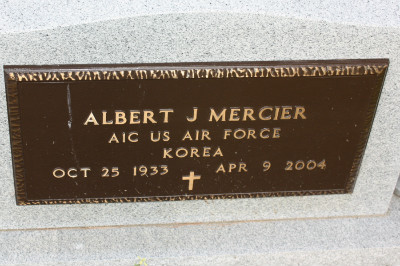 ALBERT J MERCIER
A1C US AIR FORCE
KOREA
OCT 25 1933 APR 9 2004